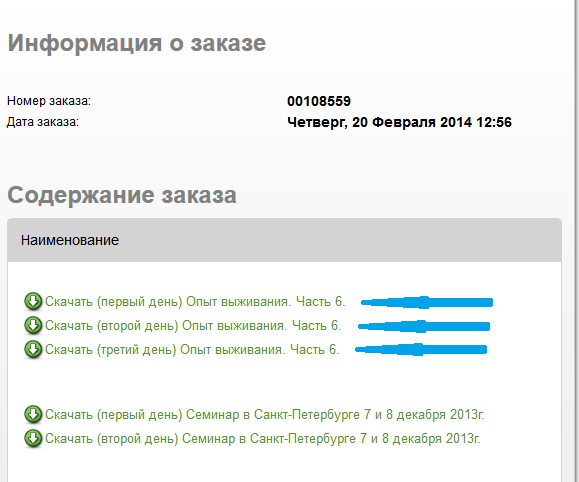 Информация о заказе
Номер заказа: 00108559
Дата заказа: Четверг, 20 Февраля 2014 12:56
Содержание заказа
Наименование
Скачать (первый день) Опыт выживания. Часть 6.
Скачать (второй день) Опыт выживания. Часть 6.
Скачать (третий день) Опыт выживания. Часть 6.
Скачать (первый день) Семинар в Санкт-Петербурге 7 и 8 декабря 2013г.
Скачать (второй день) Семинар в Санкт-Петербурге 7 и 8 декабря 2013г.